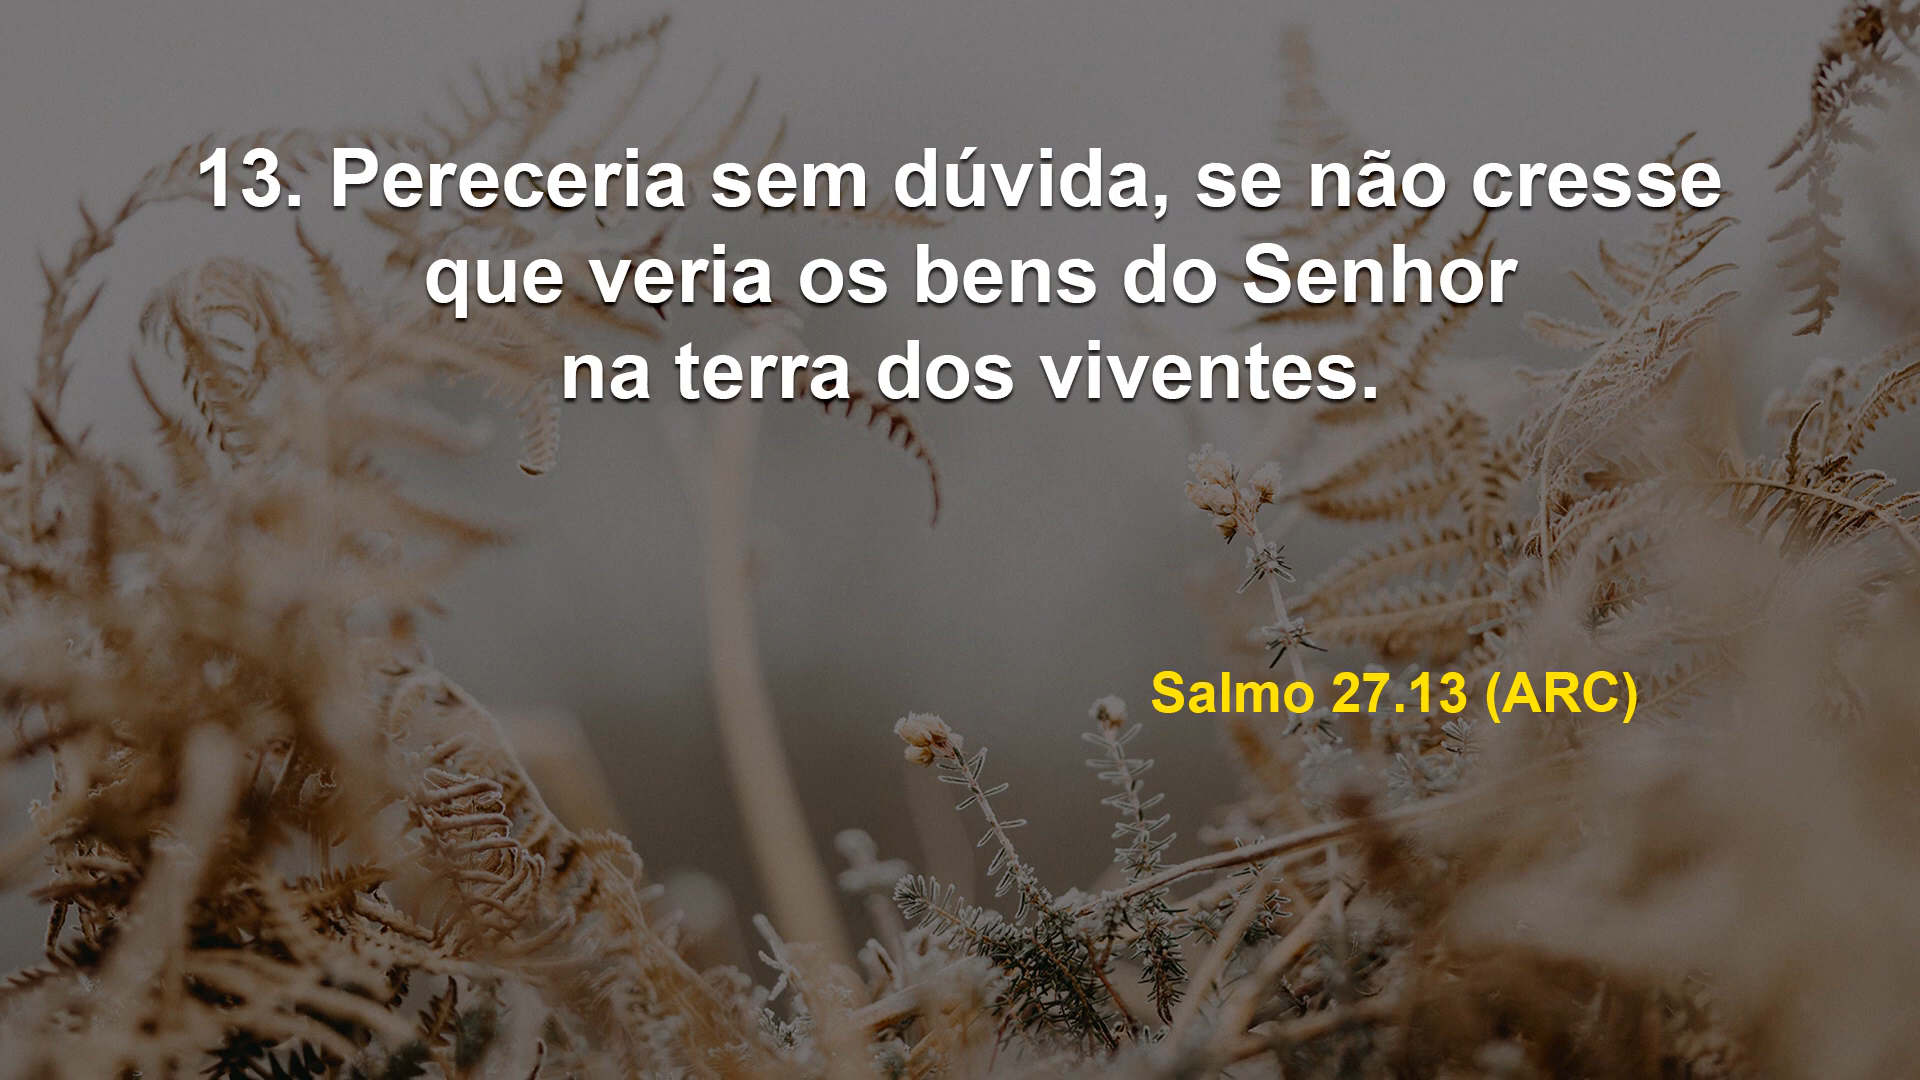 13. Pereceria sem dúvida, se não cresse
que veria os bens do Senhor
na terra dos viventes.
Salmo 27.13 (ARC)